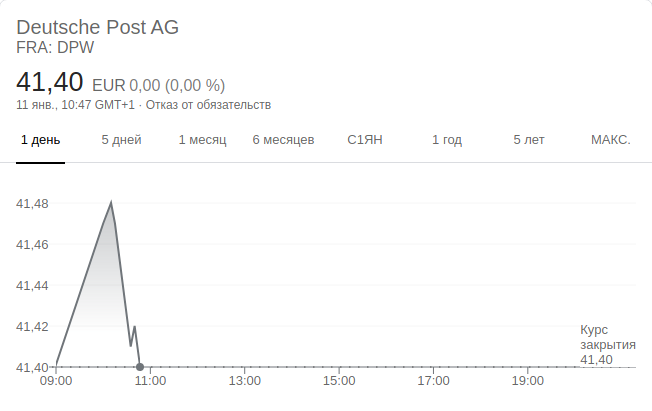 Deutsche Post AG
FRA: DPW
41,40 EUR 0,00 (0,00 %)
11 янв., 10:47 GMT+1 · Отказ от обязательств
1 день 5 дней 1 месяц 6 месяцев С1ЯН 1 год 5 лет МАКС.
41,48
41,46
41,44
41,42
Курс
закрытия
41,40
41,40
09:00 11:00 13:00 15:00 17:00 19:00